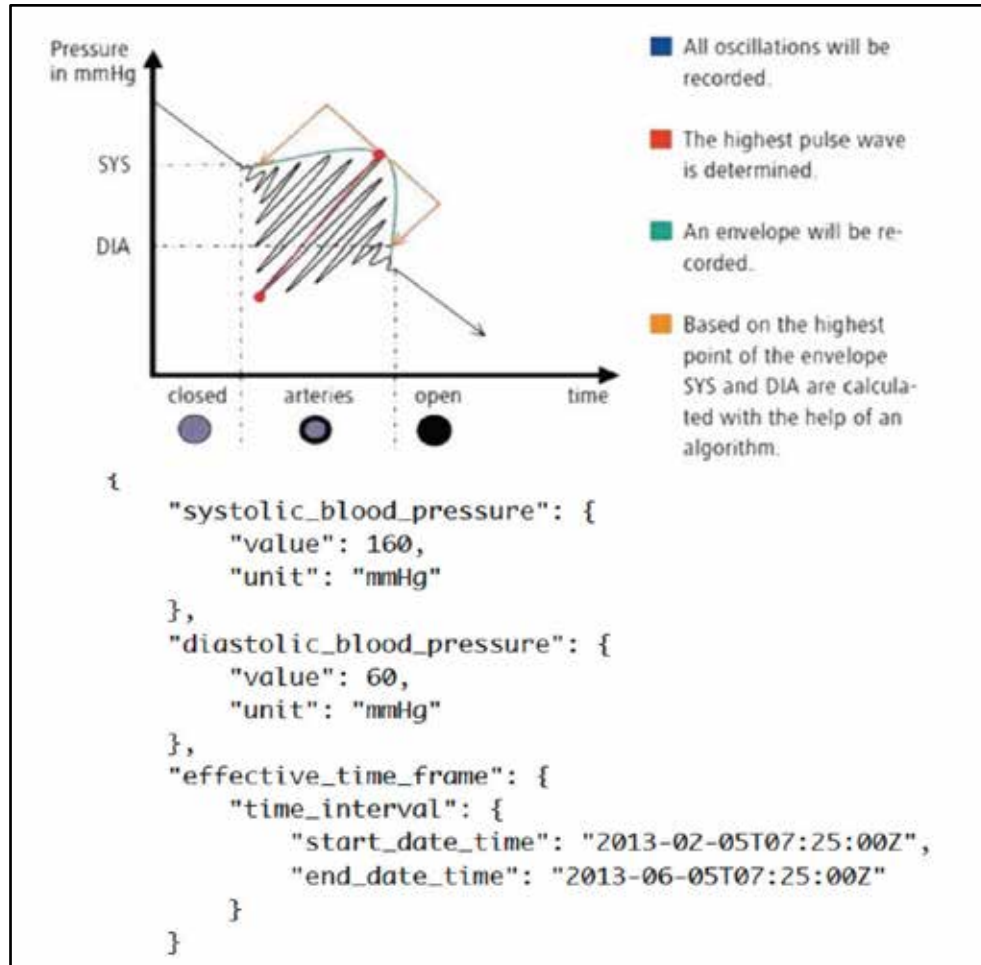 Pressure
in mmHg
SYS
DIA
closed
arteries
open
time
All oscillations will be
recorded.
The highest pulse wave
is determined.
An envelope will be re-
corded.
Based on the highest
point of the envelope
SYS and DIA are calcula-
ted with the help of an
algorithm.
{
"systolic_blood_pressure": {
"value": 160,
"unit": "mmHg"
},
"diastolic_blood_pressure": {
"value": 60,
"unit": "mmHg"
},
"effective_time_frame": {
"time_interval": {
"start_date_time": "2013-02-05T07:25:00Z",
"end_date_time": "2013-06-05T07:25:00Z"
}
}